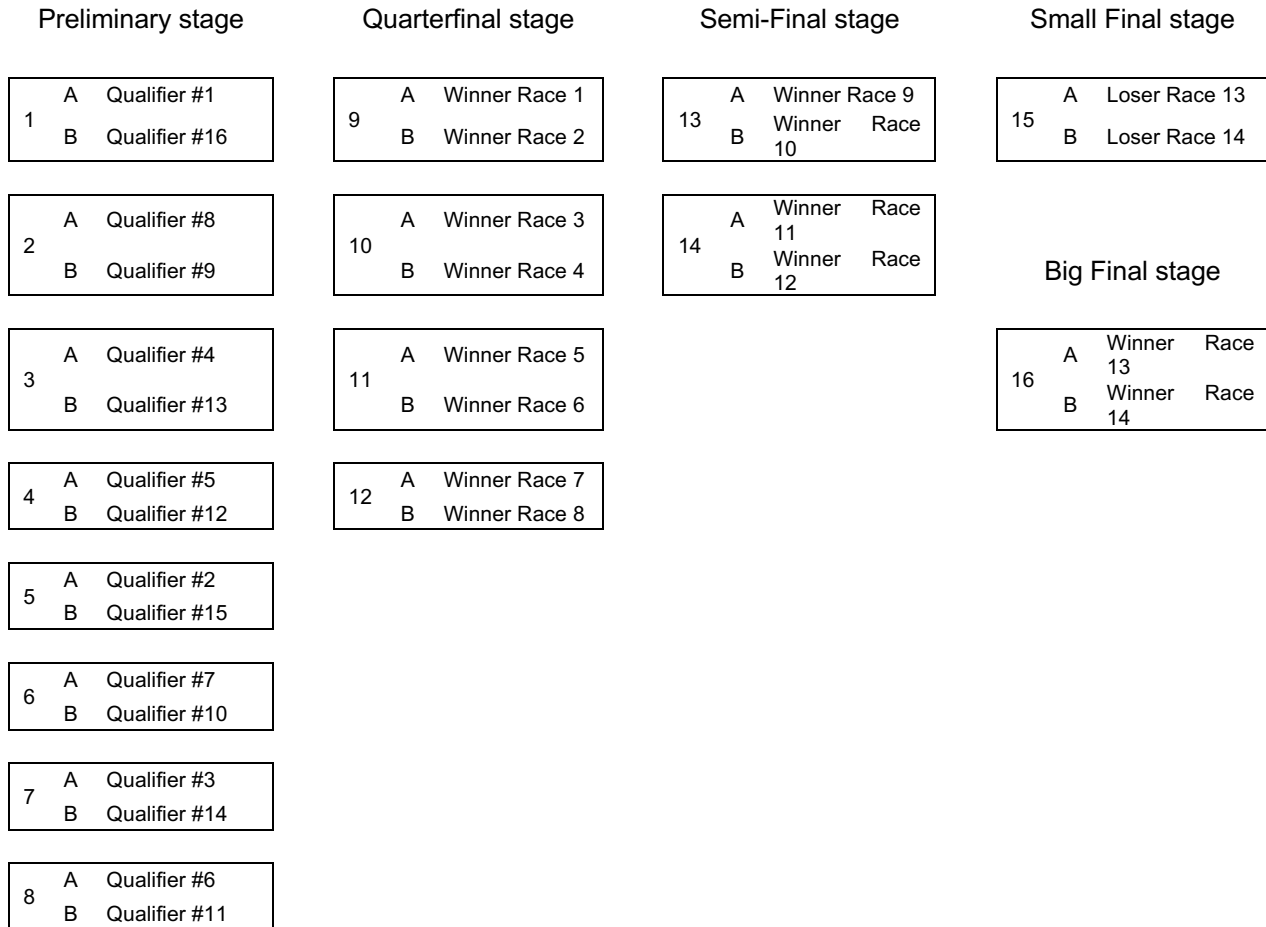 Preliminary stage
1
A Qualifier #1
B Qualifier #16
2
A Qualifier #8
B Qualifier #9
3
A Qualifier #4
B Qualifier #13
4
A Qualifier #5
B Qualifier #12
5
A Qualifier #2
B Qualifier #15
6
A Qualifier #7
B Qualifier #10
7
A Qualifier #3
B Qualifier #14
8
A Qualifier #6
B Qualifier #11
Quarterfinal stage
9
A Winner Race 1
B Winner Race 2
10
A Winner Race 3
B Winner Race 4
11
A Winner Race 5
B Winner Race 6
12
A Winner Race 7
B Winner Race 8
Semi-Final stage
13
A Winner Race 9
B Winner Race
10
14
A Winner Race
11
B Winner Race
12
Small Final stage
15
A Loser Race 13
B Loser Race 14
Big Final stage
16
A Winner Race
13
B Winner Race
14